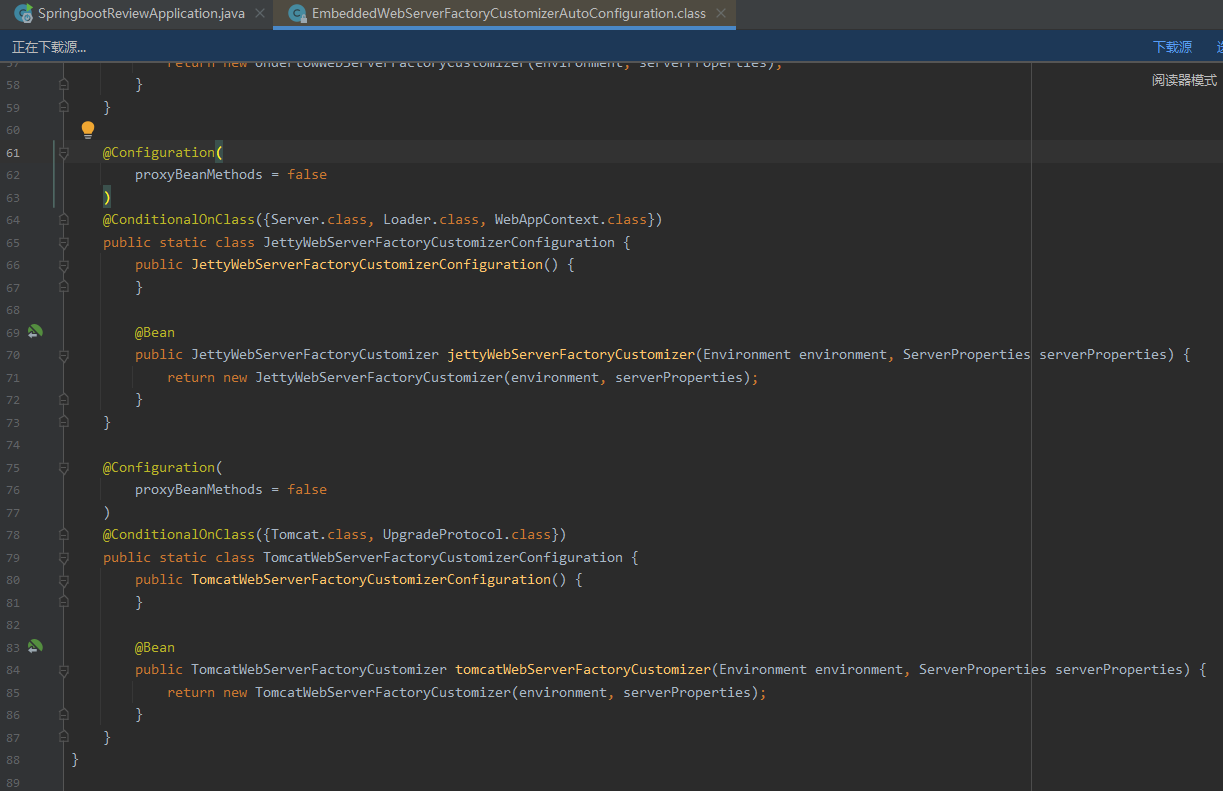 SpringbootReviewApplication.java
EmbeddedWebServerFactoryCustomizerAutoConfiguration.class
正在下载源...
下载源
阅读器模式
57 return new UndertowWebServerFactoryCustomizer(environment, serverProperties);
58 }
59 }
60
61 @Configuration(
62 proxyBeanMethods = false
63 )
64 @ConditionalOnClass({Server.class, Loader.class, WebAppContext.class})
65 public static class JettyWebServerFactoryCustomizerConfiguration {
66 public JettyWebServerFactoryCustomizerConfiguration() {
67 }
68
69 @Bean
70 public JettyWebServerFactoryCustomizer jettyWebServerFactoryCustomizer(Environment environment, ServerProperties serverProperties) {
71 return new JettyWebServerFactoryCustomizer(environment, serverProperties);
72 }
73 }
74
75 @Configuration(
76 proxyBeanMethods = false
77 )
78 @ConditionalOnClass({Tomcat.class, UpgradeProtocol.class})
79 public static class TomcatWebServerFactoryCustomizerConfiguration {
80 public TomcatWebServerFactoryCustomizerConfiguration() {
81 }
82
83 @Bean
84 public TomcatWebServerFactoryCustomizer tomcatWebServerFactoryCustomizer(Environment environment, ServerProperties serverProperties) {
85 return new TomcatWebServerFactoryCustomizer(environment, serverProperties);
86 }
87 }
88 }
89